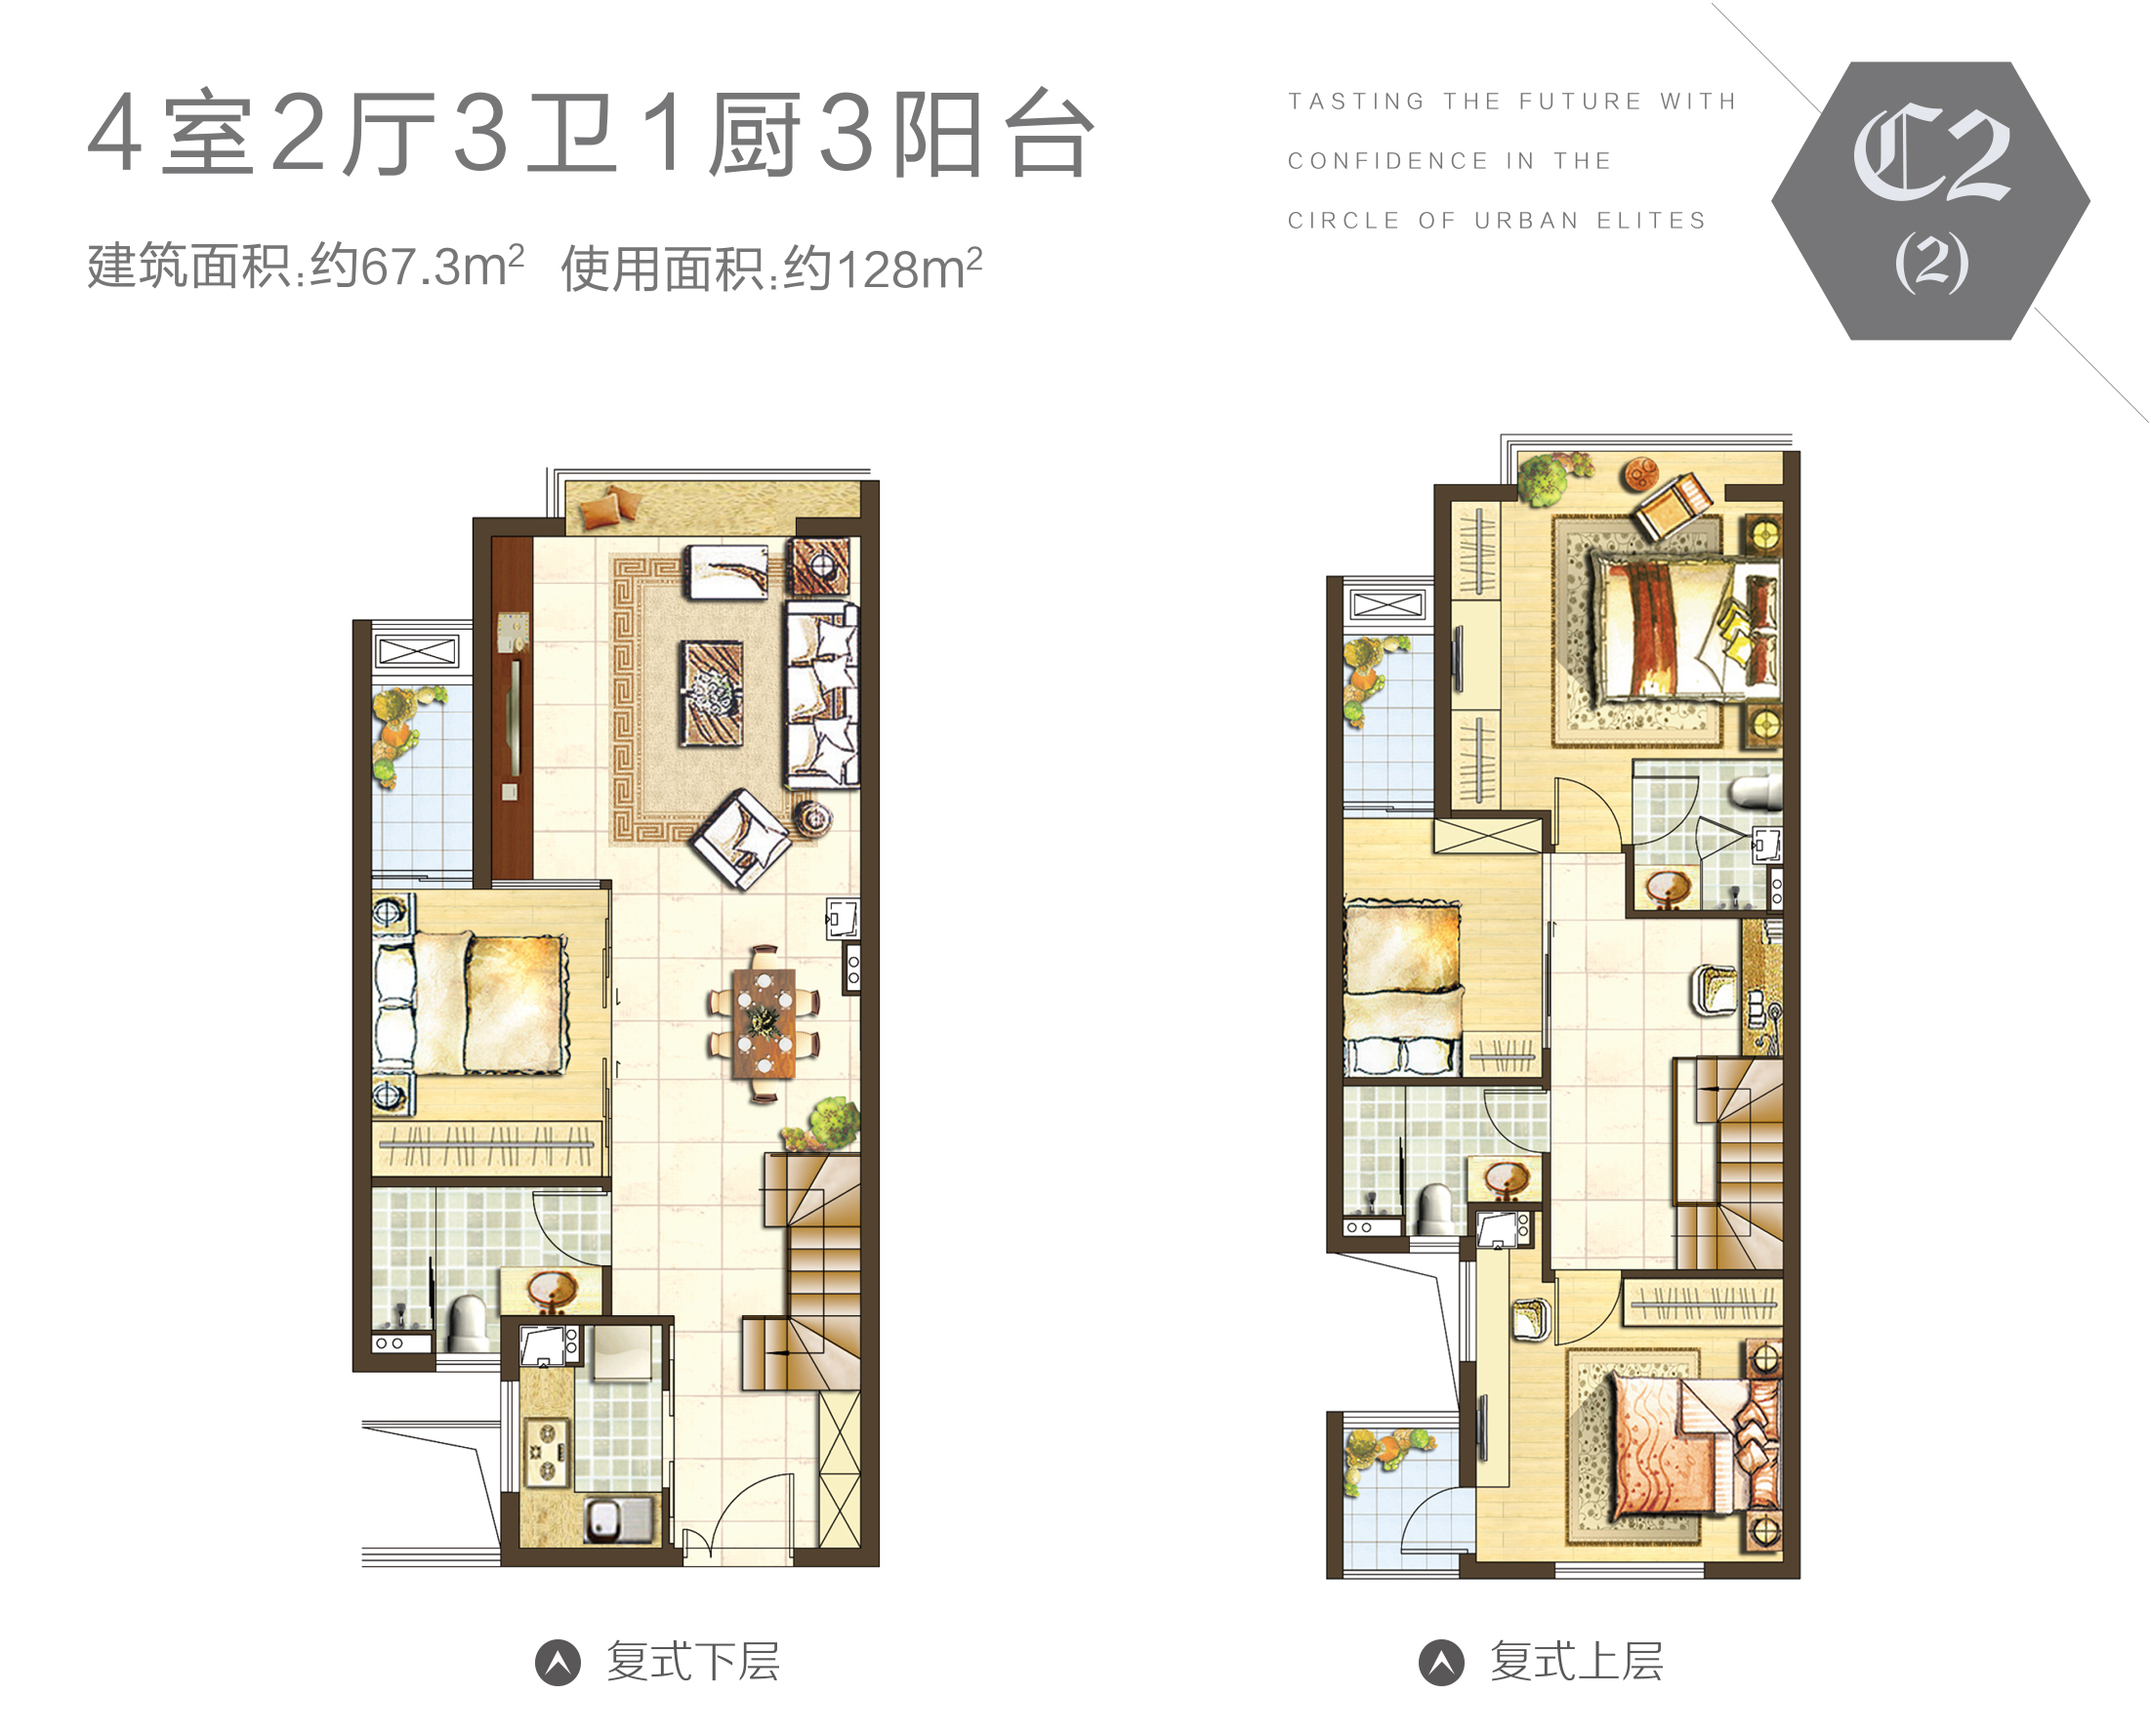 4室2厅3卫1厨3阳台
建筑面积:约67.3m² 使用面积:约128m²
TASTING THE FUTURE WITH
CONFIDENCE IN THE
CIRCLE OF URBAN ELITES
C2
(2)
复式下层
复式上层